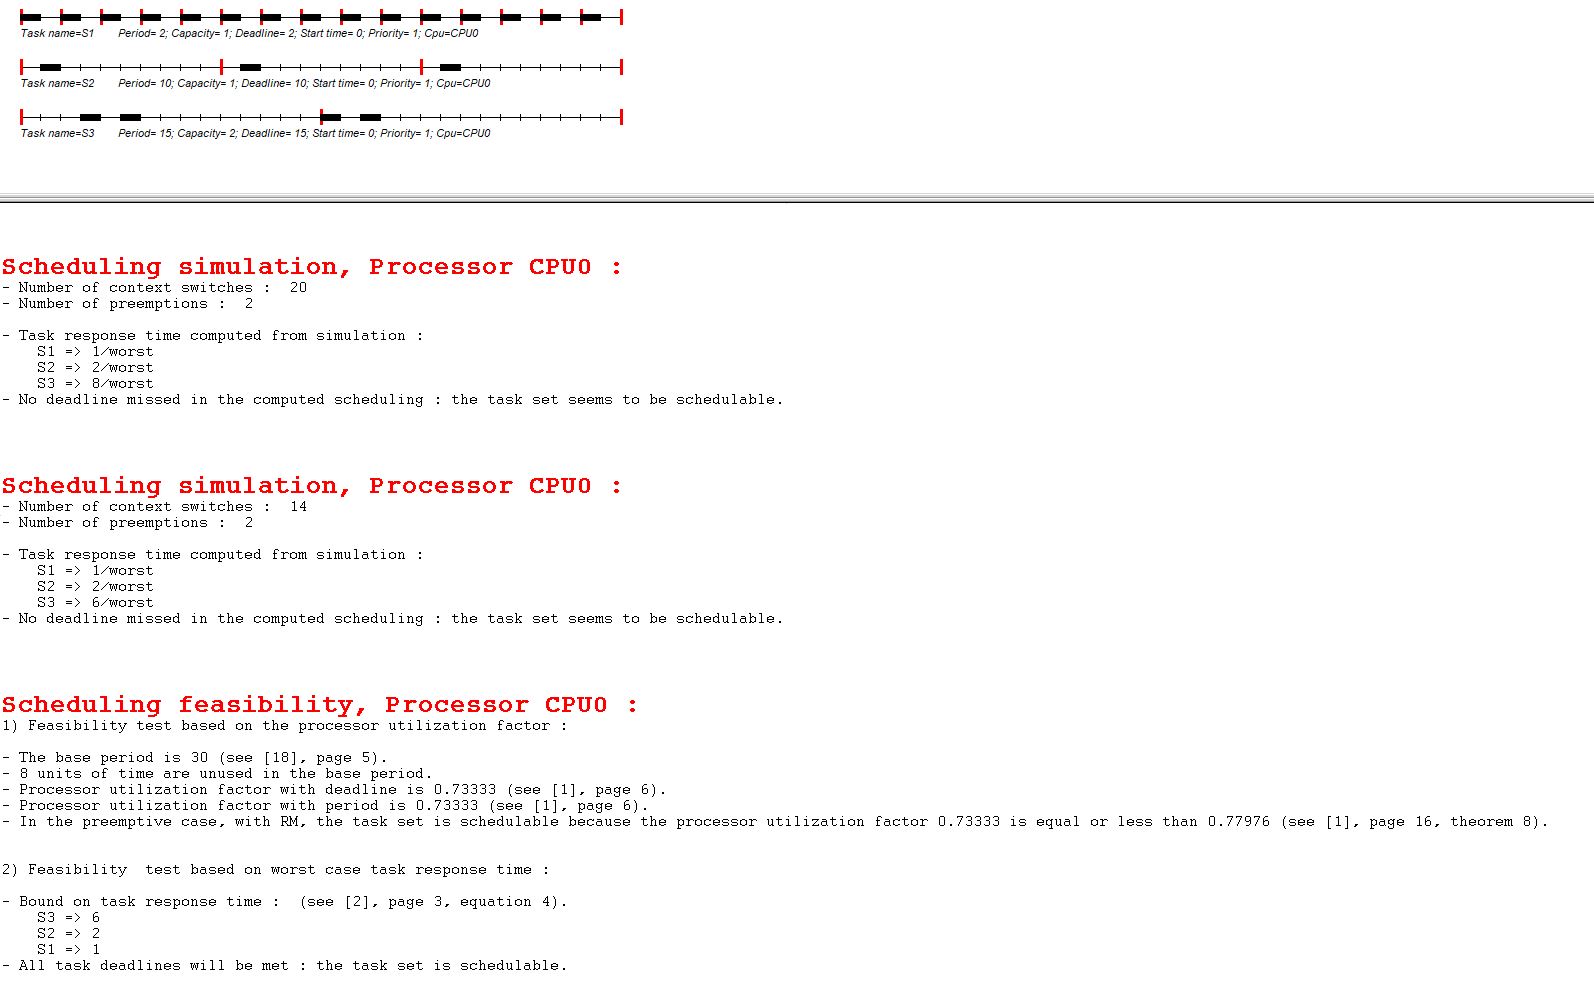 Task name=S1 Period= 2; Capacity= 1; Deadline= 2; Start time= 0; Priority= 1; Cpu=CPU0
Task name=S2 Period= 10; Capacity= 1; Deadline= 10; Start time= 0; Priority= 1; Cpu=CPU0
Task name=S3 Period= 15; Capacity= 2; Deadline= 15; Start time= 0; Priority= 1; Cpu=CPU0
Scheduling simulation, Processor CPU0 :
- Number of context switches : 20
- Number of preemptions : 2
- Task response time computed from simulation :
S1 => 1/worst
S2 => 2/worst
S3 => 8/worst
- No deadline missed in the computed scheduling : the task set seems to be schedulable.
Scheduling simulation, Processor CPU0 :
- Number of context switches : 14
- Number of preemptions : 2
- Task response time computed from simulation :
S1 => 1/worst
S2 => 2/worst
S3 => 6/worst
- No deadline missed in the computed scheduling : the task set seems to be schedulable.
Scheduling feasibility, Processor CPU0 :
1) Feasibility test based on the processor utilization factor :
- The base period is 30 (see [18], page 5).
- 8 units of time are unused in the base period.
- Processor utilization factor with deadline is 0.73333 (see [1], page 6).
- Processor utilization factor with period is 0.73333 (see [1], page 6).
- In the preemptive case, with RM, the task set is schedulable because the processor utilization factor 0.73333 is equal or less than 0.77976 (see [1], page 16, theorem 8).
2) Feasibility test based on worst case task response time :
- Bound on task response time : (see [2], page 3, equation 4).
S3 => 6
S2 => 2
S1 => 1
- All task deadlines will be met : the task set is schedulable.